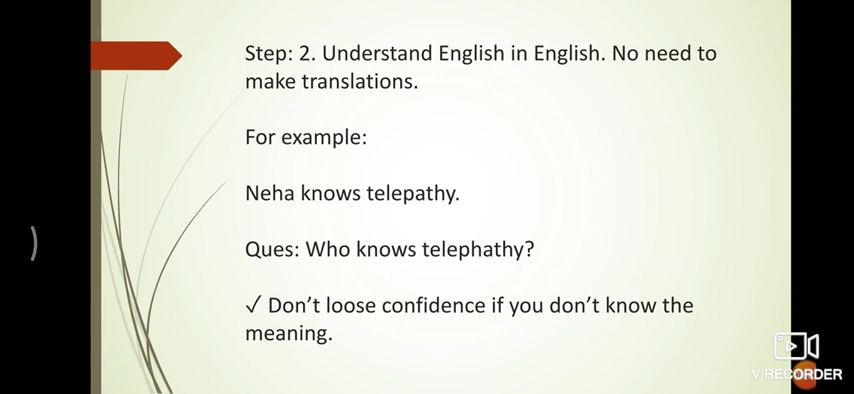 Step: 2. Understand English in English. No need to
make translations.
For example:
Neha knows telepathy.
Ques: Who knows telephathy?
✓ Don't loose confidence if you don't know the
meaning.
V RECORDER